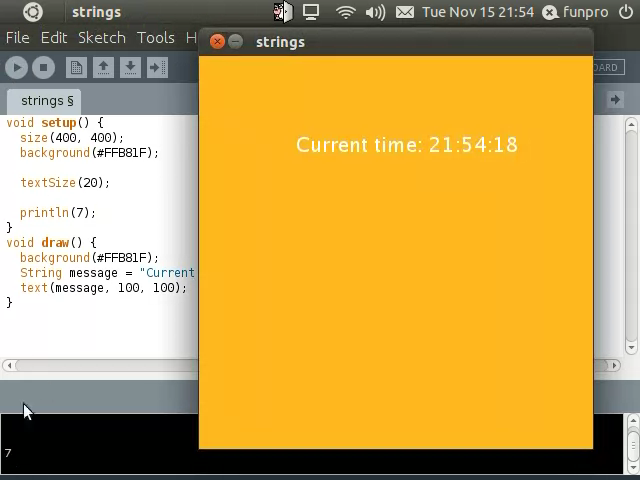 strings
Tue Nov 15 21:54
funpro
File Edit Sketch Tools H
strings
strings §
void setup() {
size(400, 400);
background(#FFB81F);
textSize(20);
println(7);
}
void draw() {
background(#FFB81F);
String message = "Current
text(message, 100, 100);
}
Current time: 21:54:18
7